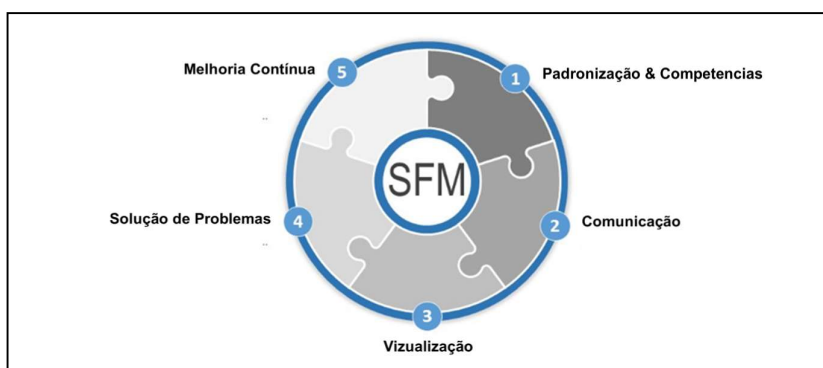 Melhoria Contínua
5
1
Padronização & Competencias
SFM
Solução de Problemas
4
2
Comunicação
3
Vizualização